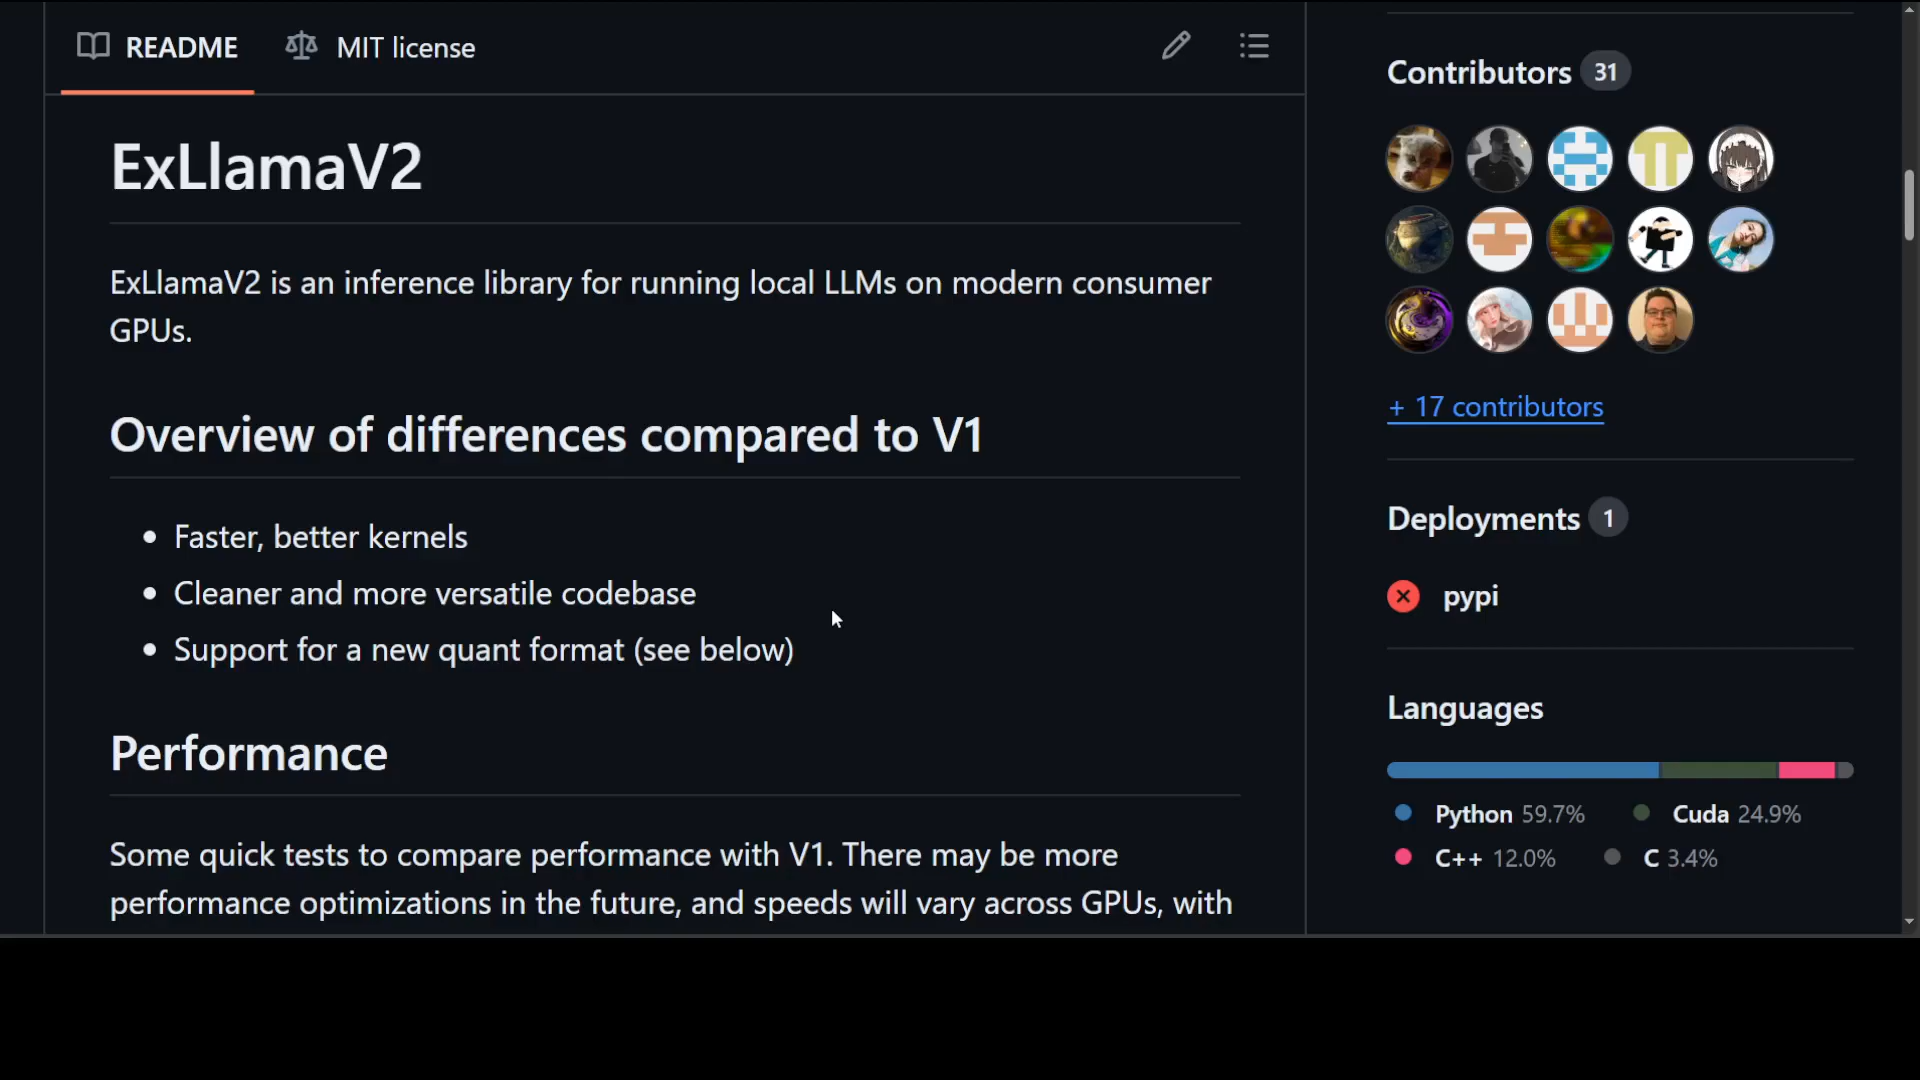 README
MIT license
ExLlamaV2
ExLlamaV2 is an inference library for running local LLMs on modern consumer
GPUs.
Overview of differences compared to V1
• Faster, better kernels
• Cleaner and more versatile codebase
• Support for a new quant format (see below)
Performance
Some quick tests to compare performance with V1. There may be more
performance optimizations in the future, and speeds will vary across GPUs, with
Contributors 31
+ 17 contributors
Deployments 1
pypi
Languages
Python 59.7% Cuda 24.9%
C++ 12.0% C 3.4%